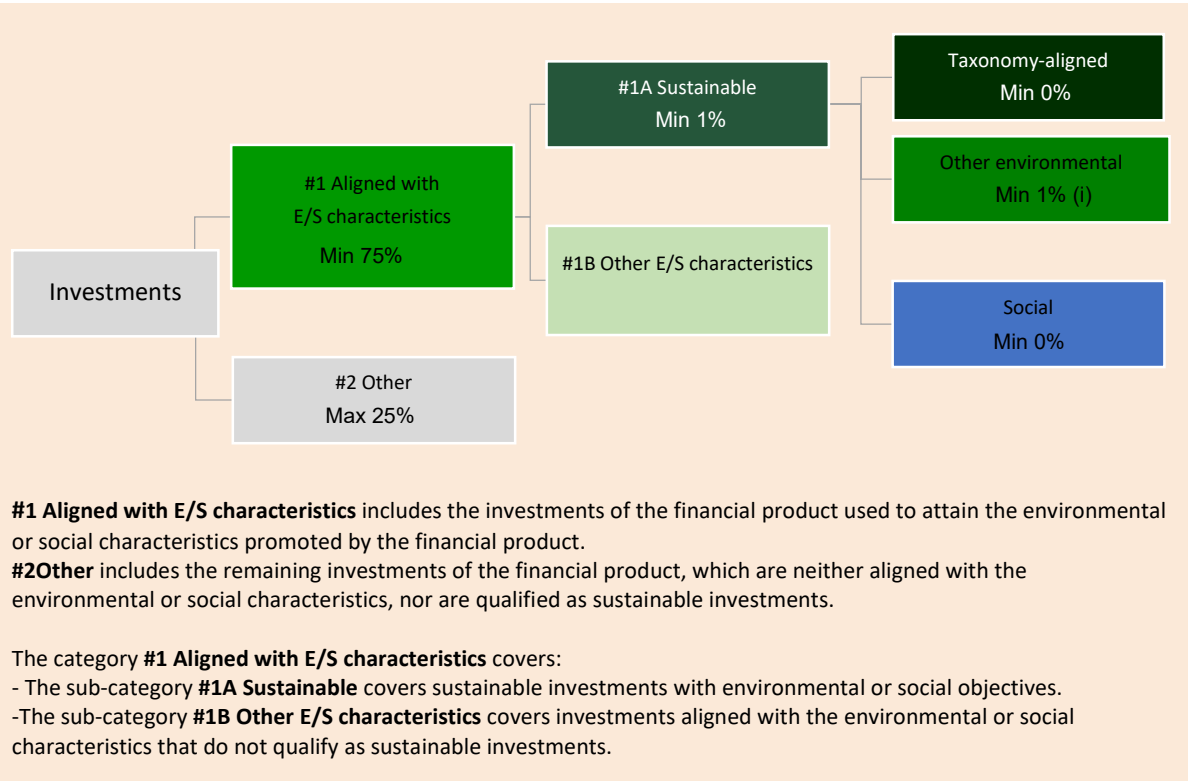 Investments
#1 Aligned with
E/S characteristics
Min 75%
#2 Other
Max 25%
#1A Sustainable
Min 1%
#1B Other E/S characteristics
Taxonomy-aligned
Min 0%
Other environmental
Min 1% (i)
Social
Min 0%
#1 Aligned with E/S characteristics includes the investments of the financial product used to attain the environmental
or social characteristics promoted by the financial product.
#2Other includes the remaining investments of the financial product, which are neither aligned with the
environmental or social characteristics, nor are qualified as sustainable investments.
The category #1 Aligned with E/S characteristics covers:
- The sub-category #1A Sustainable covers sustainable investments with environmental or social objectives.
-The sub-category #1B Other E/S characteristics covers investments aligned with the environmental or social
characteristics that do not qualify as sustainable investments.